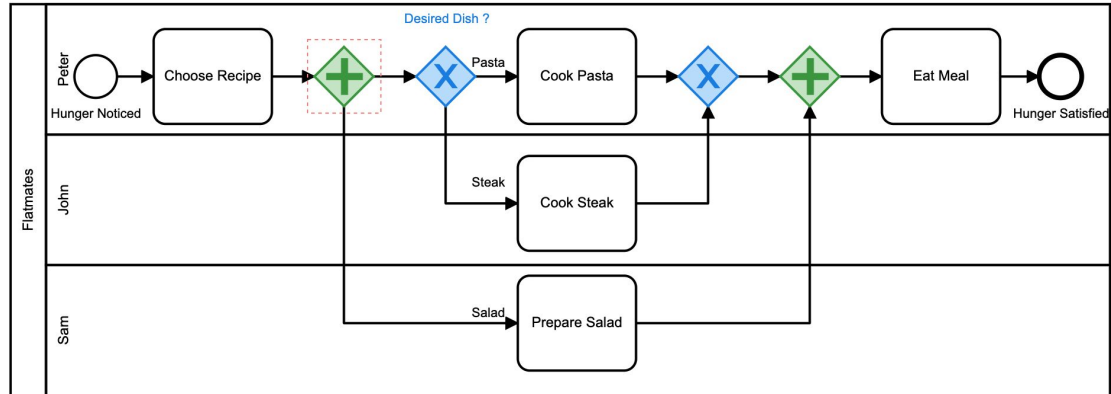 Flatmates
Peter
Hunger Noticed
Choose Recipe
Desired Dish ?
X
Pasta
Cook Pasta
X
Eat Meal
Hunger Satisfied
John
Steak
Cook Steak
Sam
Salad
Prepare Salad